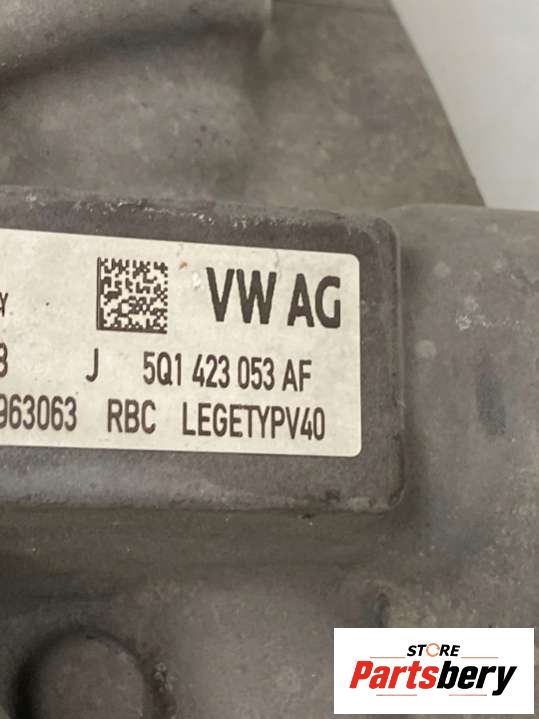 VW AG
J 5Q1 423 053 AF
963063 RBC LEGETYPV40
STORE
Partsbery